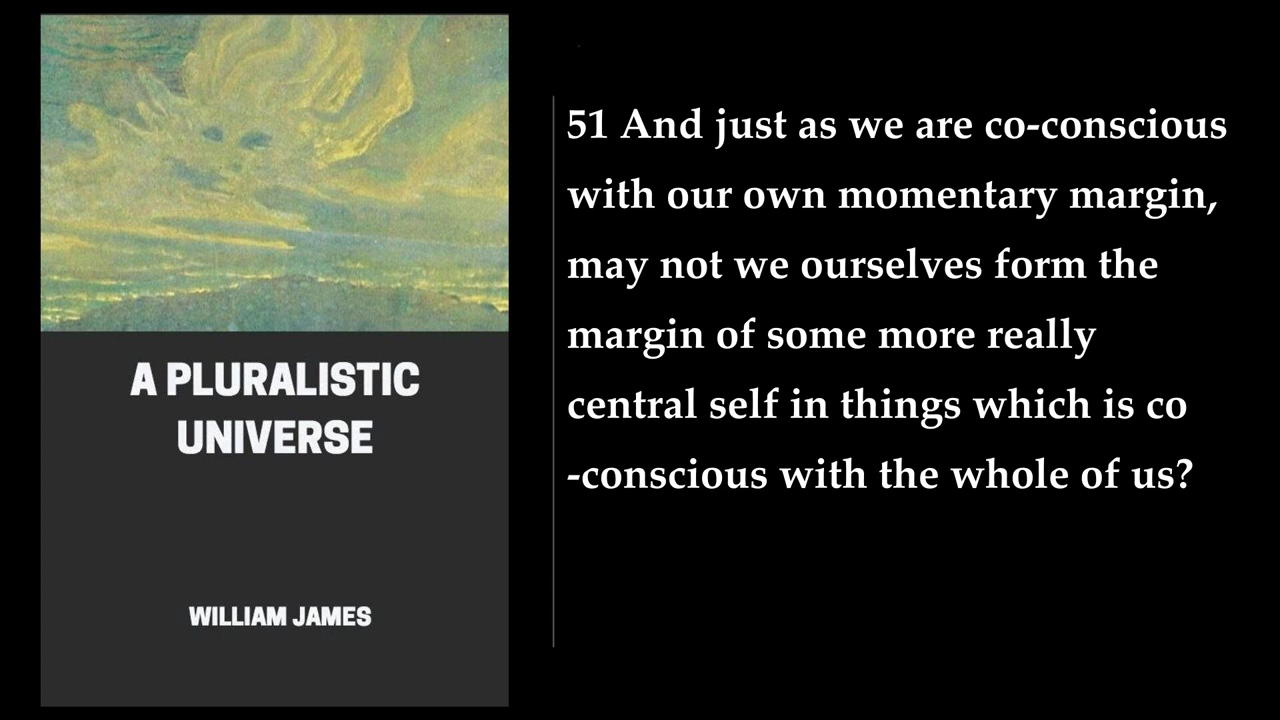 A PLURALISTIC
UNIVERSE
WILLIAM JAMES
51 And just as we are co-conscious
with our own momentary margin,
may not we ourselves form the
margin of some more really
central self in things which is co
-conscious with the whole of us?